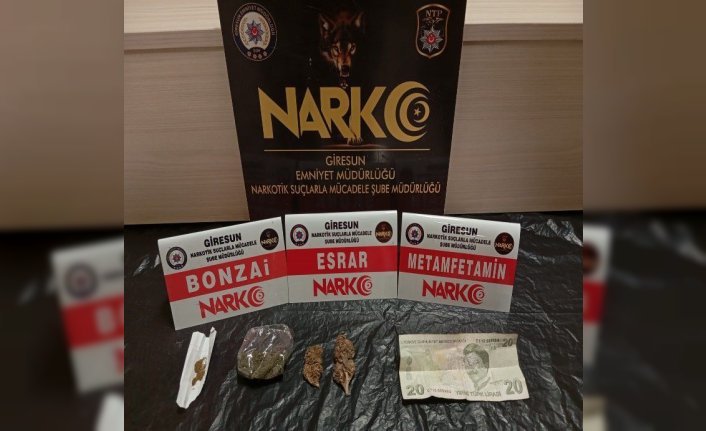 NTP
NARKO
GİRESUN
EMNİYET MÜDÜRLÜĞÜ
NARKOTİK SUÇLARLA MÜCADELE ŞUBE MÜDÜRLÜĞÜ
GİRESUN
NARKOTİK SUÇLARLA MÜCADELE
ŞUBE MÜDÜRLÜĞÜ
BONZAİ
NARKO
GİRESUN
NARKOTİK SUÇLARLA MÜCADELE
ŞUBE MÜDÜRLÜĞÜ
ESRAR
NARKO
GİRESUN
NARKOTİK SUÇLARLA MÜCADELE
ŞUBE MÜDÜRLÜĞÜ
METAMFETAMİN
NARKO
20
20
20